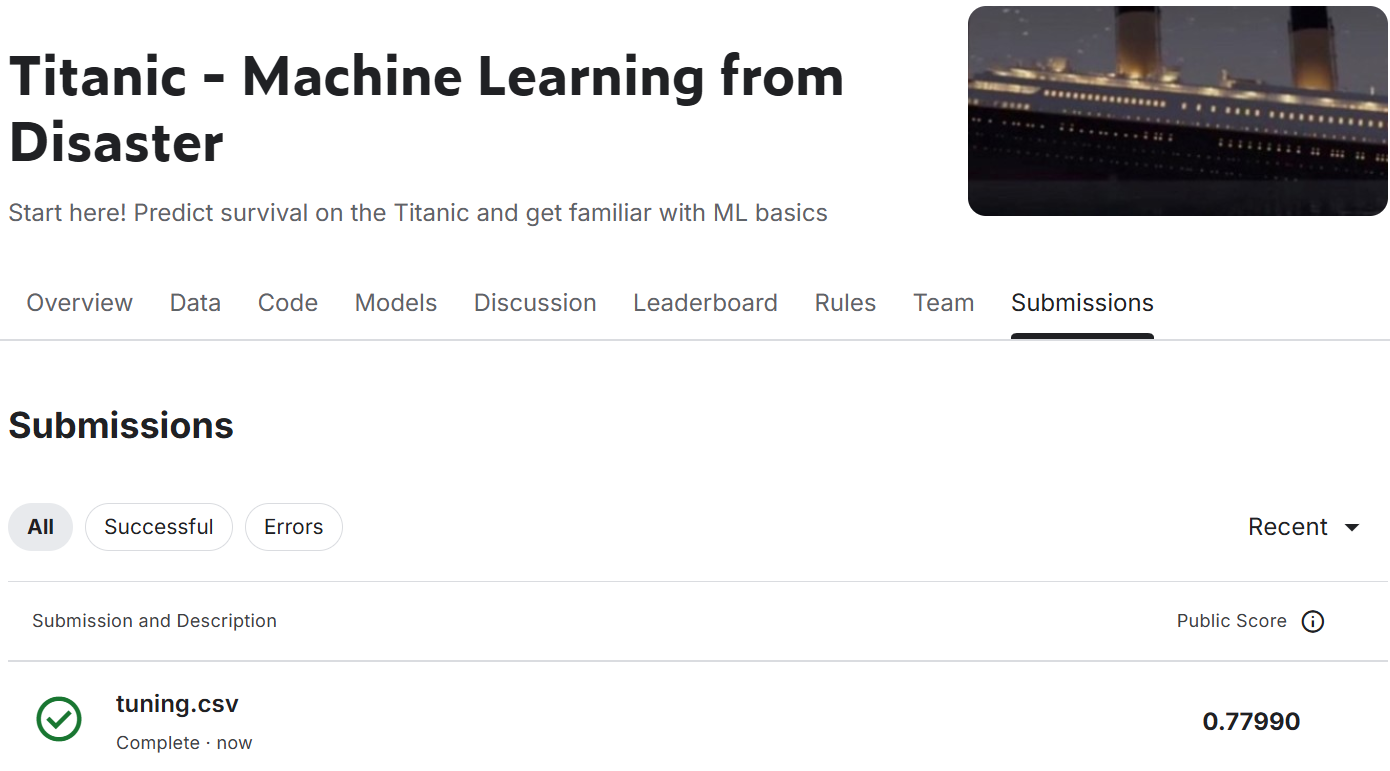 Titanic - Machine Learning from
Disaster
Start here! Predict survival on the Titanic and get familiar with ML basics
Overview Data Code Models Discussion Leaderboard Rules Team Submissions
Submissions
All Successful Errors Recent
Submission and Description Public Score
tuning.csv
Complete · now
0.77990